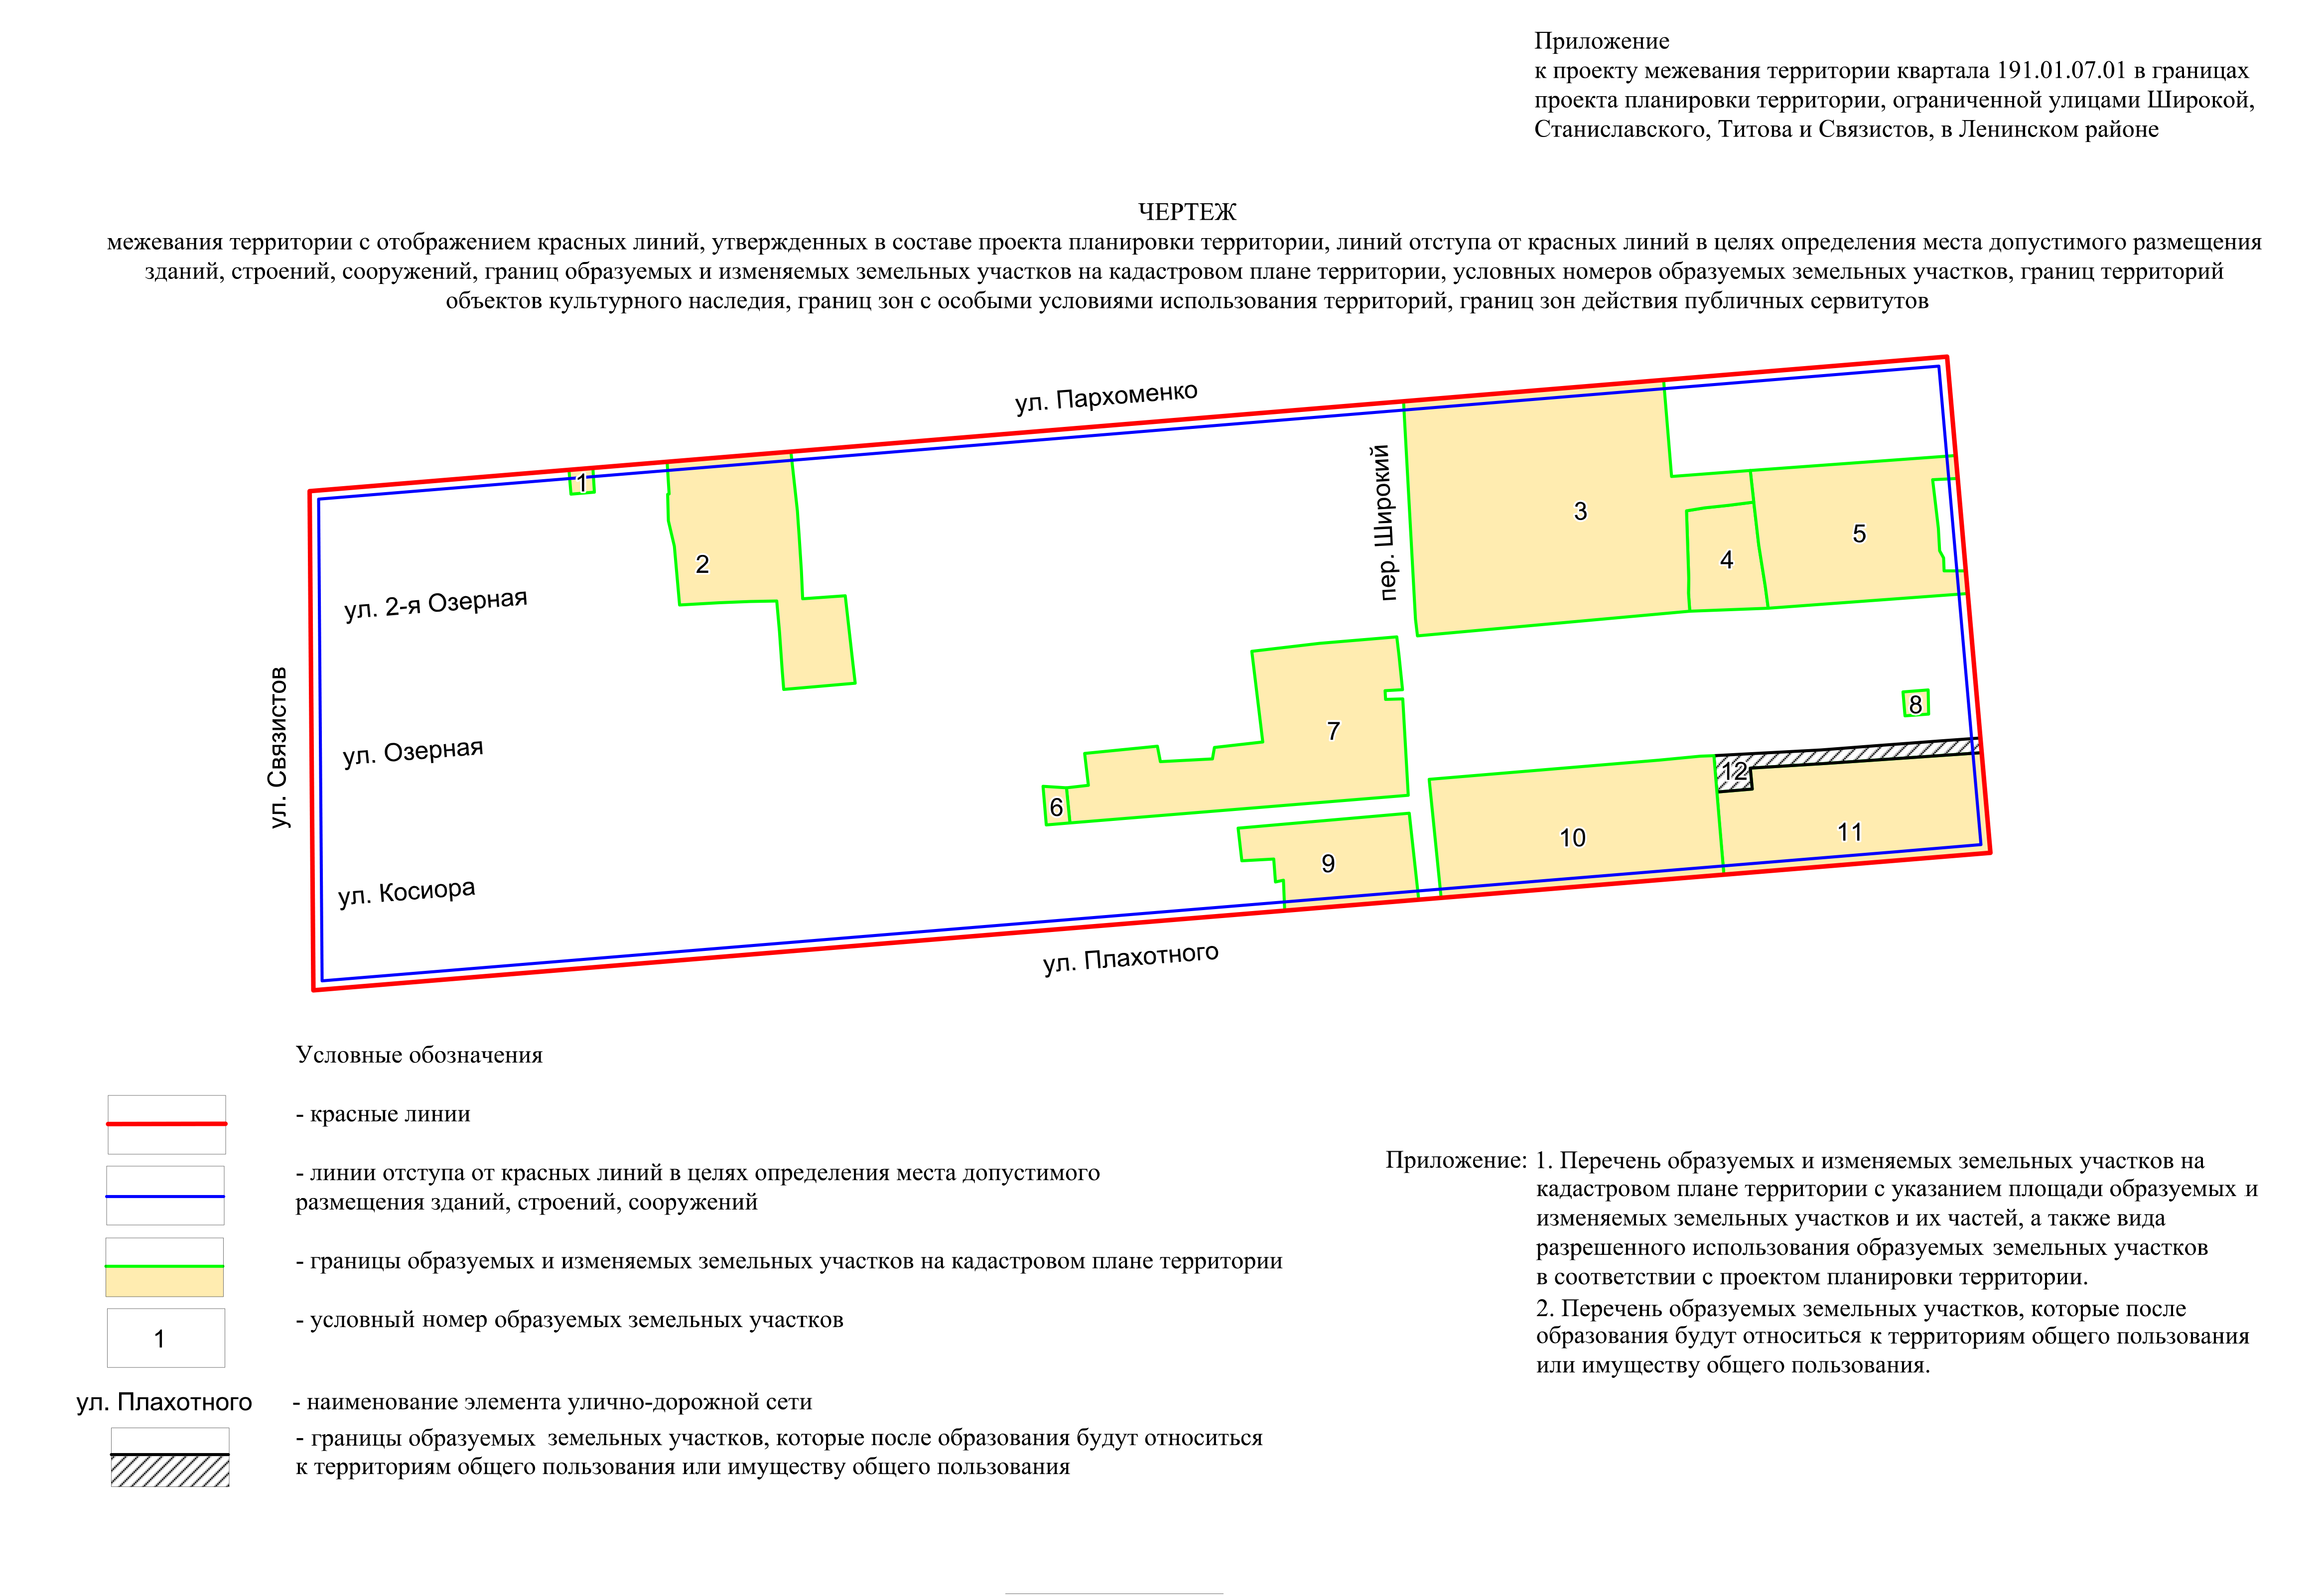 Приложение
к проекту межевания территории квартала 191.01.07.01 в границах
проекта планировки территории, ограниченной улицами Широкой,
Станиславского, Титова и Связистов, в Ленинском районе
ЧЕРТЕЖ
межевания территории с отображением красных линий, утвержденных в составе проекта планировки территории, линий отступа от красных линий в целях определения места допустимого размещения
зданий, строений, сооружений, границ образуемых и изменяемых земельных участков на кадастровом плане территории, условных номеров образуемых земельных участков, границ территорий
объектов культурного наследия, границ зон с особыми условиями использования территорий, границ зон действия публичных сервитутов
ул. Пархоменко
пер. Широкий
1
2
3
4
5
ул. 2-я Озерная
ул. Связистов
ул. Озерная
7
8
6
12
10
11
9
ул. Косиора
ул. Плахотного
Условные обозначения
- красные линии
- линии отступа от красных линий в целях определения места допустимого
размещения зданий, строений, сооружений
- границы образуемых и изменяемых земельных участков на кадастровом плане территории
1
- условный номер образуемых земельных участков
ул. Плахотного
- наименование элемента улично-дорожной сети
- границы образуемых земельных участков, которые после образования будут относиться
к территориям общего пользования или имуществу общего пользования
Приложение: 1. Перечень образуемых и изменяемых земельных участков на
кадастровом плане территории с указанием площади образуемых и
изменяемых земельных участков и их частей, а также вида
разрешенного использования образуемых земельных участков
в соответствии с проектом планировки территории.
2. Перечень образуемых земельных участков, которые после
образования будут относиться к территориям общего пользования
или имуществу общего пользования.